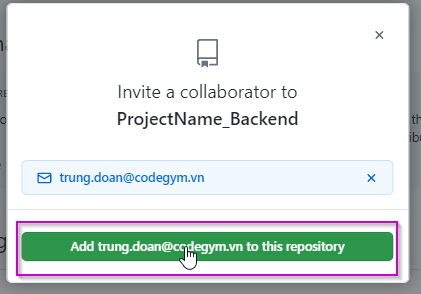 Invite a collaborator to
ProjectName_Backend
trung.doan@codegym.vn
Add trung.doan@codegym.vn to this repository